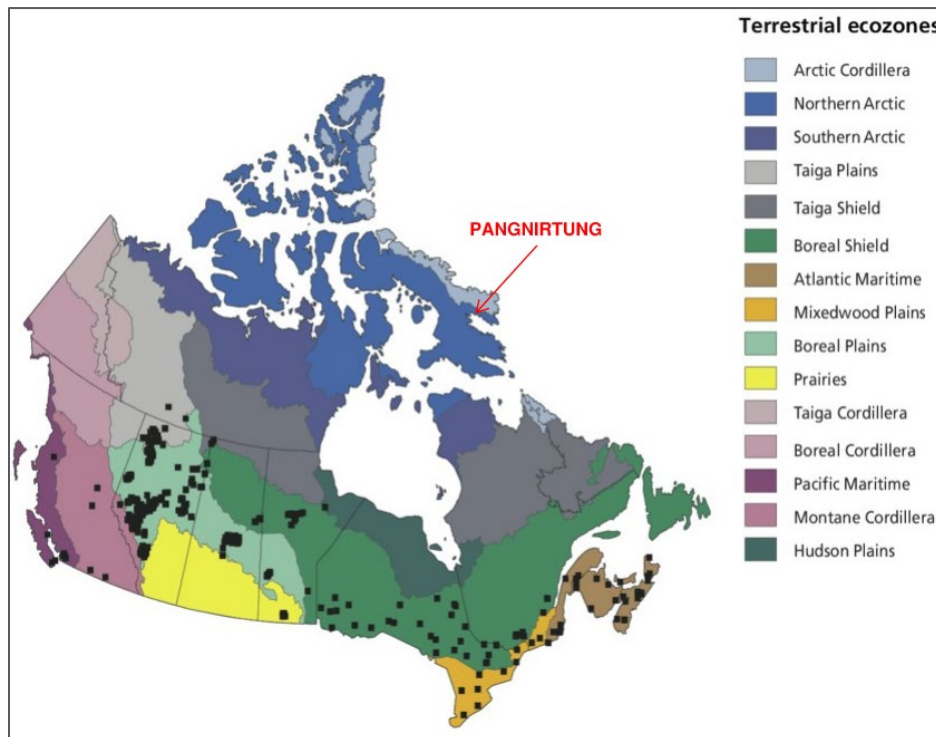 Terrestrial ecozones
Arctic Cordillera
Northern Arctic
Southern Arctic
Taiga Plains
Taiga Shield
Boreal Shield
Atlantic Maritime
Mixedwood Plains
Boreal Plains
Prairies
Taiga Cordillera
Boreal Cordillera
Pacific Maritime
Montane Cordillera
Hudson Plains
PANGNIRTUNG